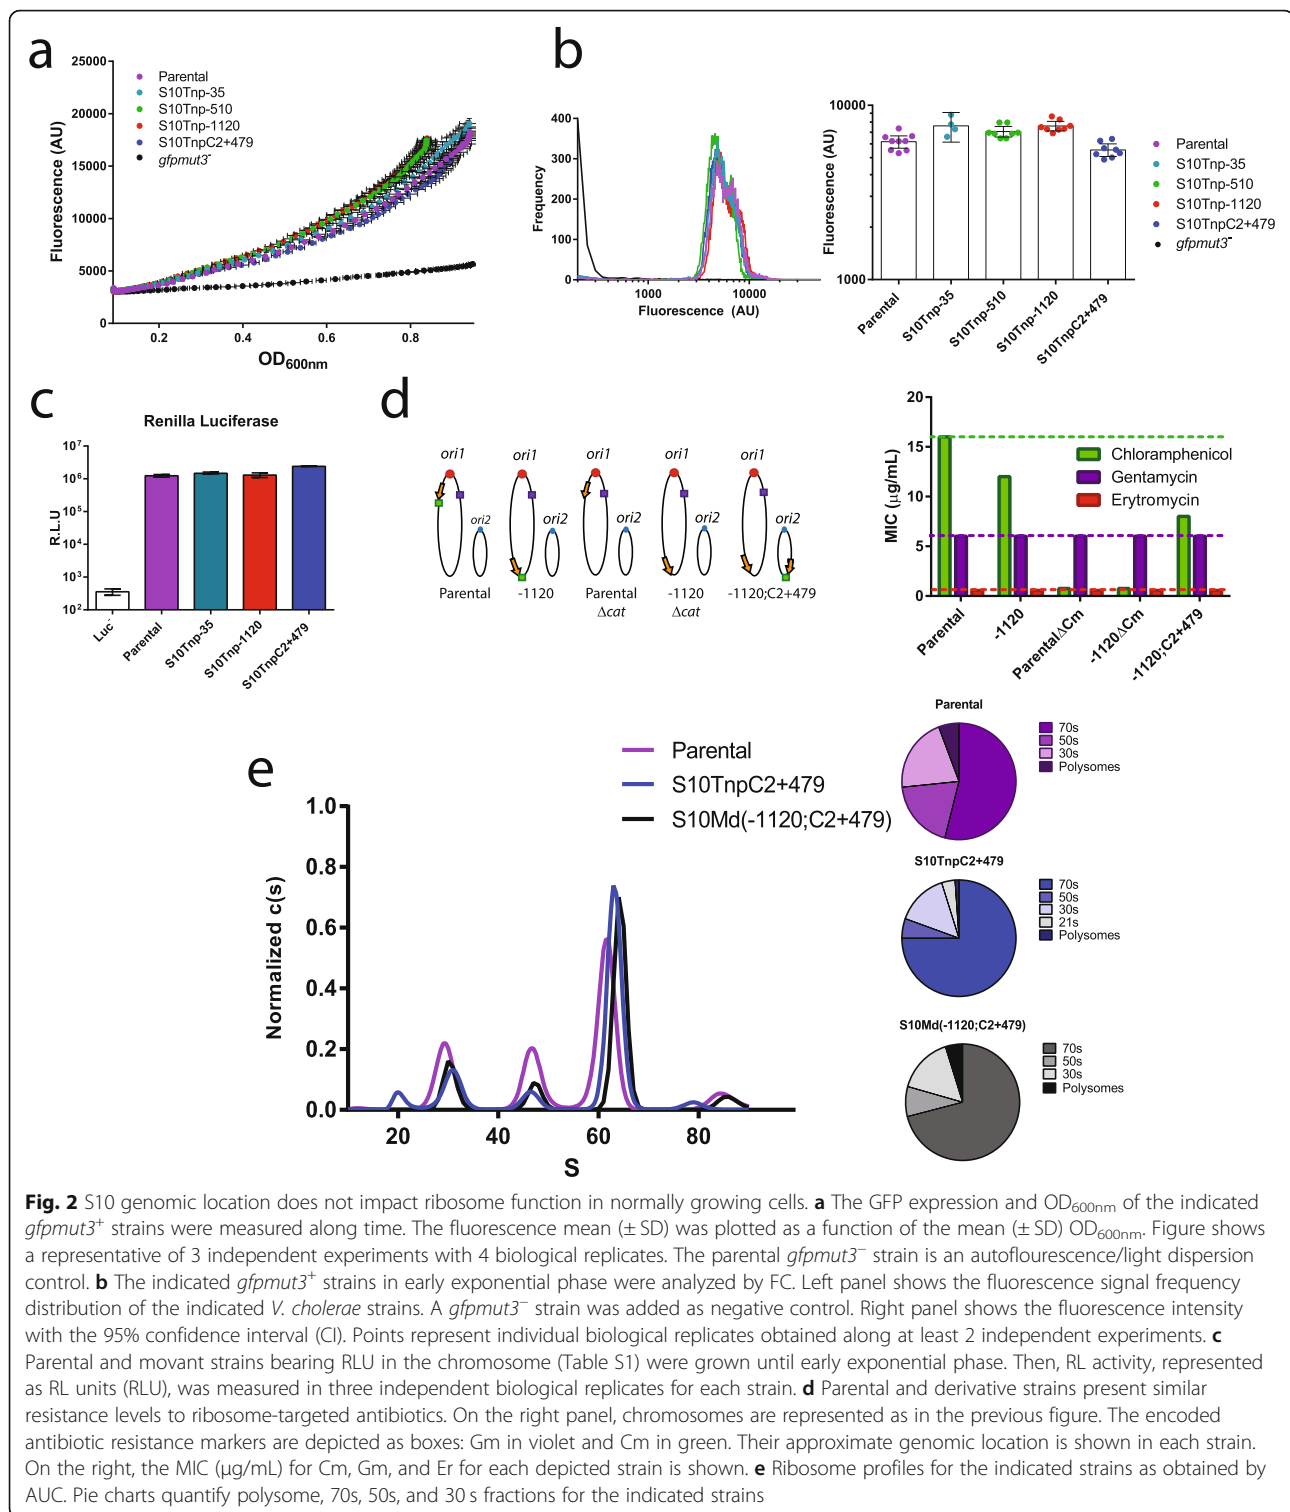 a
25000
20000
15000
10000
5000
0
Fluorescence (AU)
Parental
S10Tnp-35
S10Tnp-510
S10Tnp-1120
S10TnpC2+479
gfpmut3-
0.2
0.4
0.6
0.8
OD600nm
b
400
300
200
100
0
Frequency
1000
10000
Fluorescence (AU)
10000
1000
Fluorescence (AU)
Parental
S10Tnp-35
S10Tnp-510
S10Tnp-1120
S10TnpC2+479
Parental
S10Tnp-35
S10Tnp-510
S10Tnp-1120
S10TnpC2+479
gfpmut3-
c
Renilla Luciferase
10^7
10^6
10^5
10^4
10^3
10^2
R.L.U
Luc-
Parental
S10Tnp-35
S10Tnp-1120
S10TnpC2+479
d
ori1
ori1
ori1
ori1
ori1
ori2
ori2
ori2
ori2
ori2
Parental
-1120
Parental
Δcat
-1120
Δcat
-1120;C2+479
20
15
10
5
0
MIC (µg/mL)
Chloramphenicol
Gentamycin
Erytromycin
Parental
-1120
ParentalΔCm
-1120ΔCm
-1120;C2+479
e
Parental
S10TnpC2+479
S10Md(-1120;C2+479)
1.0
0.8
0.6
0.4
0.2
0.0
Normalized c(s)
20
40
60
80
S
Parental
70s
50s
30s
Polysomes
S10TnpC2+479
70s
50s
30s
21s
Polysomes
S10Md(-1120;C2+479)
70s
50s
30s
Polysomes
Fig. 2 S10 genomic location does not impact ribosome function in normally growing cells. a The GFP expression and OD600nm of the indicated
gfpmut3+ strains were measured along time. The fluorescence mean (± SD) was plotted as a function of the mean (± SD) OD600nm. Figure shows
a representative of 3 independent experiments with 4 biological replicates. The parental gfpmut3− strain is an autoflourescence/light dispersion
control. b The indicated gfpmut3+ strains in early exponential phase were analyzed by FC. Left panel shows the fluorescence signal frequency
distribution of the indicated V. cholerae strains. A gfpmut3− strain was added as negative control. Right panel shows the fluorescence intensity
with the 95% confidence interval (CI). Points represent individual biological replicates obtained along at least 2 independent experiments. c
Parental and movant strains bearing RLU in the chromosome (Table S1) were grown until early exponential phase. Then, RL activity, represented
as RL units (RLU), was measured in three independent biological replicates for each strain. d Parental and derivative strains present similar
resistance levels to ribosome-targeted antibiotics. On the right panel, chromosomes are represented as in the previous figure. The encoded
antibiotic resistance markers are depicted as boxes: Gm in violet and Cm in green. Their approximate genomic location is shown in each strain.
On the right, the MIC (µg/mL) for Cm, Gm, and Er for each depicted strain is shown. e Ribosome profiles for the indicated strains as obtained by
AUC. Pie charts quantify polysome, 70s, 50s, and 30 s fractions for the indicated strains